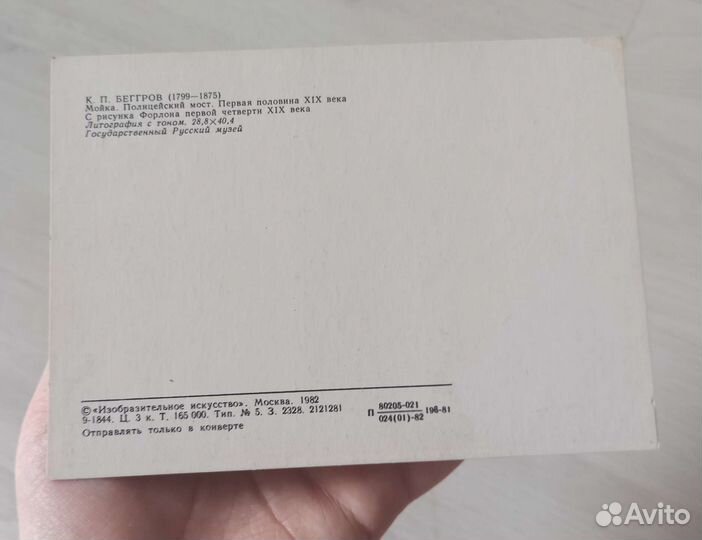 К. П. БЕГГРОВ (1799—1875)
Мойка. Полицейский мост. Первая половина XIX века
С рисунка Форлона первой четверти XIX века
Литография с тоном. 28,8×40,4
Государственный Русский музей
© «Изобразительное искусство». Москва. 1982
9-1844. Ц. 3 к. Т. 165 000. Тип. № 5. З. 2328. 2121281
Отправлять только в конверте
П 80205-021 196-81
024(01)-82
Avito